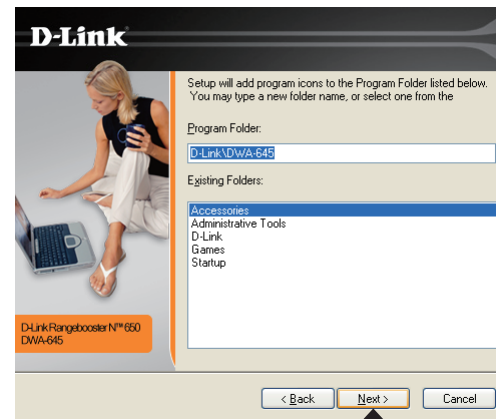 D-Link
Setup will add program icons to the Program Folder listed below.
You may type a new folder name, or select one from the
Program Folder:
D-Link\DWA-645
Existing Folders:
Accessories
Administrative Tools
D-Link
Games
Startup
D-Link Rangebooster N™ 650
DWA-645
< Back
Next >
Cancel